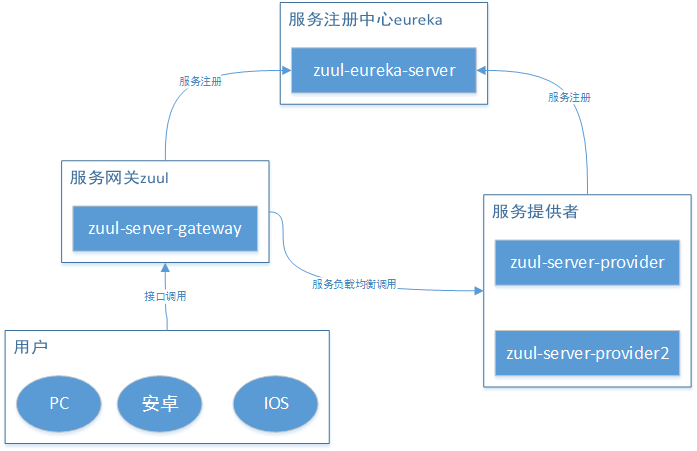 服务注册中心eureka
zuul-eureka-server
服务注册
服务注册
服务网关zuul
zuul-server-gateway
服务提供者
zuul-server-provider
服务负载均衡调用
接口调用
zuul-server-provider2
用户
PC
安卓
IOS